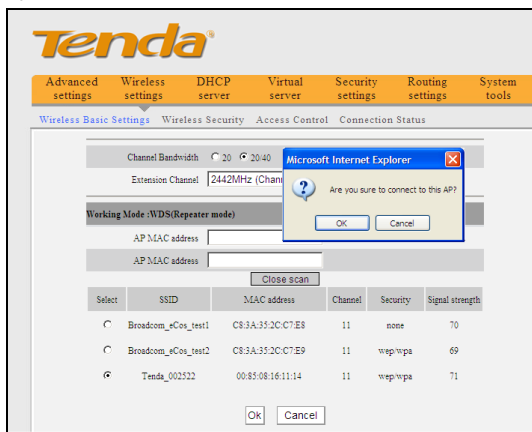 Tenda®
Advanced settings Wireless settings DHCP server Virtual server Security settings Routing settings System tools
Wireless Basic Settings Wireless Security Access Control Connection Status
Channel Bandwidth 20 20/40
Extension Channel 2442MHz (Chann
Microsoft Internet Explorer
Are you sure to connect to this AP?
OK Cancel
Working Mode :WDS(Repeater mode)
AP MAC address
AP MAC address
Close scan
Select SSID MAC address Channel Security Signal strength
Broadcom_eCos_test1 C8:3A:35:2C:C7:E8 11 none 70
Broadcom_eCos_test2 C8:3A:35:2C:C7:E9 11 wep/wpa 69
Tenda_002522 00:85:08:16:11:14 11 wep/wpa 71
Ok Cancel